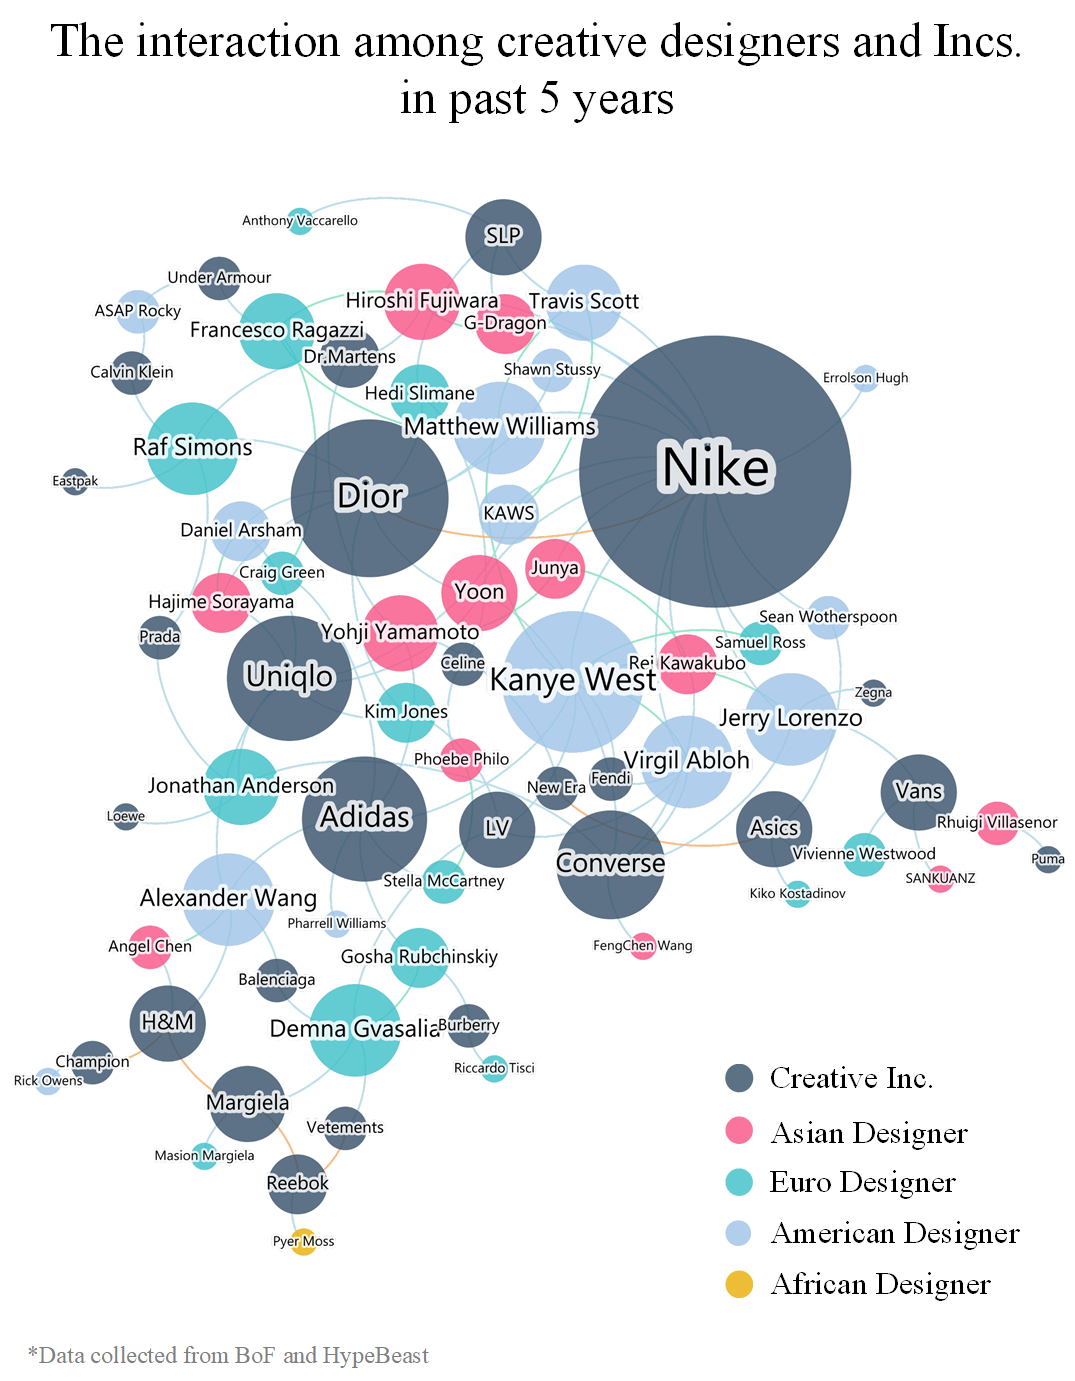 The interaction among creative designers and Incs.
in past 5 years
Anthony Vaccarello
SLP
Under Armour
Hiroshi Fujiwara
Travis Scott
ASAP Rocky
G-Dragon
Francesco Ragazzi
Dr.Martens
Shawn Stussy
Calvin Klein
Errolson Hugh
Hedi Slimane
Matthew Williams
Raf Simons
Nike
Eastpak
Dior
KAWS
Daniel Arsham
Junya
Craig Green
Yoon
Hajime Sorayama
Sean Wotherspoon
Yohji Yamamoto
Prada
Samuel Ross
Celine
Rei Kawakubo
Uniqlo
Kanye West
Zegna
Kim Jones
Jerry Lorenzo
Phoebe Philo
Virgil Abloh
Fendi
Jonathan Anderson
New Era
Vans
Loewe
Adidas
Rhuigi Villasenor
LV
Asics
Vivienne Westwood
Puma
Converse
Stella McCartney
SANKUANZ
Kiko Kostadinov
Alexander Wang
Pharrell Williams
Angel Chen
FengChen Wang
Gosha Rubchinskiy
Balenciaga
H&M
Demna Gvasalia
Burberry
Champion
Riccardo Tisci
Rick Owens
Creative Inc.
Margiela
Vetements
Asian Designer
Masion Margiela
Reebok
Euro Designer
American Designer
Pyer Moss
African Designer
*Data collected from BoF and HypeBeast